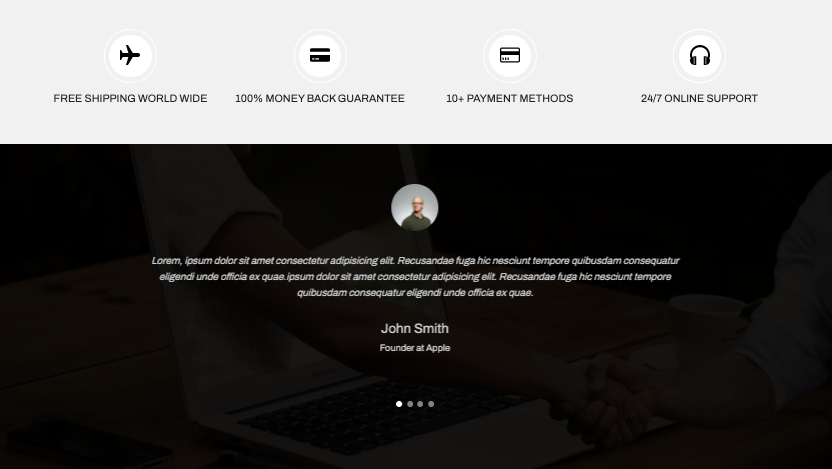 FREE SHIPPING WORLD WIDE
100% MONEY BACK GUARANTEE
10+ PAYMENT METHODS
24/7 ONLINE SUPPORT
Lorem, ipsum dolor sit amet consectetur adipisicing elit. Recusandae fuga hic nesciunt tempore quibusdam consequatur
eligendi unde officia ex quae.ipsum dolor sit amet consectetur adipisicing elit. Recusandae fuga hic nesciunt tempore
quibusdam consequatur eligendi unde officia ex quae.
John Smith
Founder at Apple